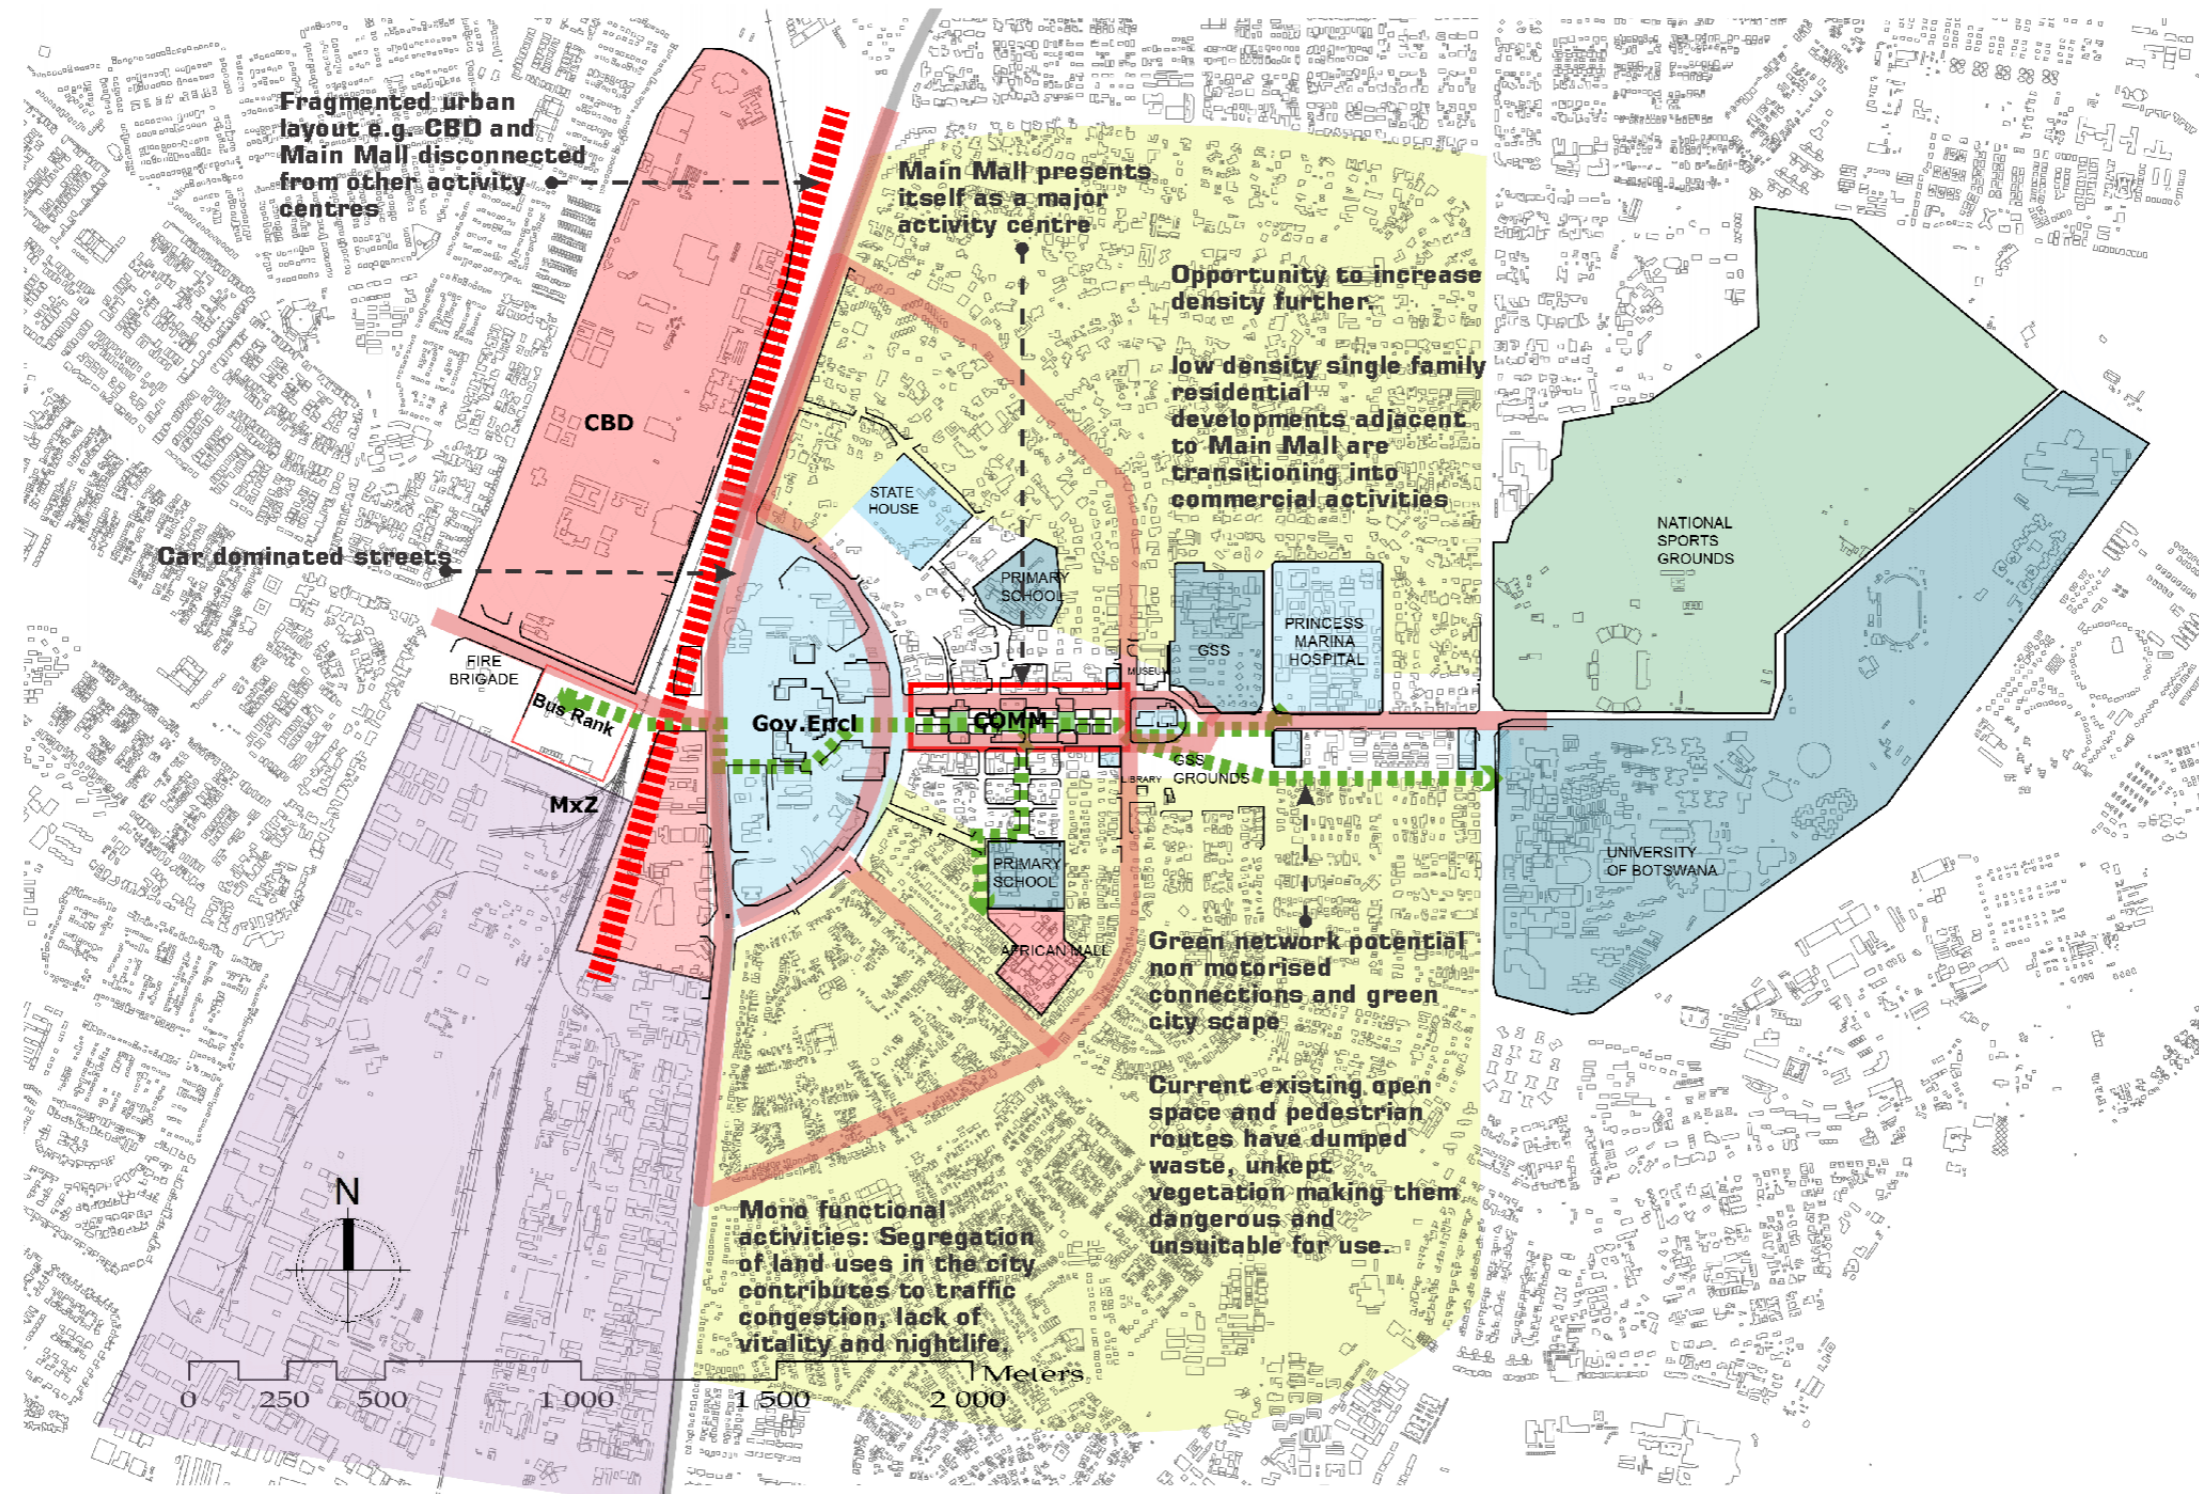 Fragmented urban
layout e.g. CBD and
Main Mall disconnected
from other activity
centres
Main Mall presents
itself as a major
activity centre
Opportunity to increase
density further.
low density single family
residential
developments adjacent
to Main Mall are
transitioning into
commercial activities
CBD
STATE
HOUSE
NATIONAL
SPORTS
GROUNDS
Car dominated streets
PRIMARY
SCHOOL
PRINCESS
MARINA
HOSPITAL
GSS
FIRE
BRIGADE
MUSEUM
Bus Rank
Gov.Encl
COMM
GSS
GROUNDS
LIBRARY
MxZ
PRIMARY
SCHOOL
UNIVERSITY
OF BOTSWANA
AFRICAN MALL
Green network potential
non motorised
connections and green
city scape
Current existing open
space and pedestrian
routes have dumped
waste, unkept
vegetation making them
dangerous and
unsuitable for use.
N
Mono functional
activities: Segregation
of land uses in the city
contributes to traffic
congestion, lack of
vitality and nightlife.
Meters
0 250 500 1 000 1 500 2 000